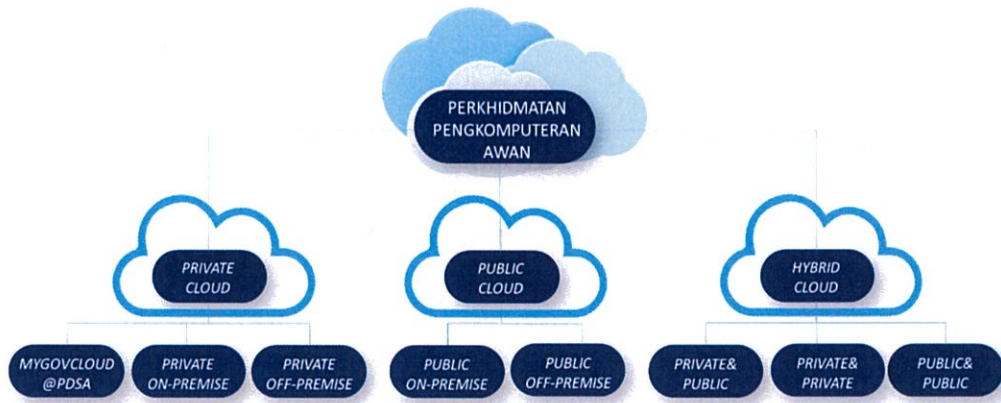 PERKHIDMATAN
PENGKOMPUTERAN
AWAN
PRIVATE
CLOUD
PUBLIC
CLOUD
HYBRID
CLOUD
MYGOVCLOUD
@PDSA
PRIVATE
ON-PREMISE
PRIVATE
OFF-PREMISE
PUBLIC
ON-PREMISE
PUBLIC
OFF-PREMISE
PRIVATE&
PUBLIC
PRIVATE&
PRIVATE
PUBLIC&
PUBLIC